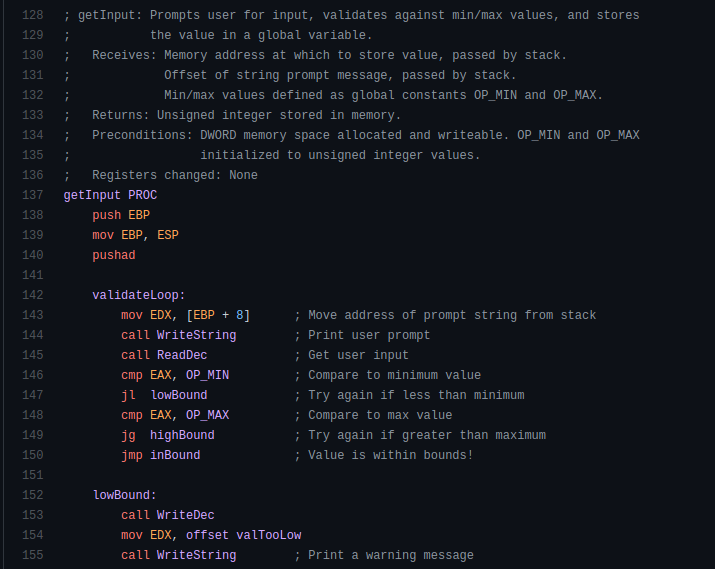 128 ; getInput: Prompts user for input, validates against min/max values, and stores
129 ;           the value in a global variable.
130 ;   Receives: Memory address at which to store value, passed by stack.
131 ;             Offset of string prompt message, passed by stack.
132 ;             Min/max values defined as global constants OP_MIN and OP_MAX.
133 ;   Returns: Unsigned integer stored in memory.
134 ;   Preconditions: DWORD memory space allocated and writeable. OP_MIN and OP_MAX
135 ;                  initialized to unsigned integer values.
136 ;   Registers changed: None
137 getInput PROC
138     push EBP
139     mov EBP, ESP
140     pushad
141
142     validateLoop:
143         mov EDX, [EBP + 8]      ; Move address of prompt string from stack
144         call WriteString        ; Print user prompt
145         call ReadDec            ; Get user input
146         cmp EAX, OP_MIN         ; Compare to minimum value
147         jl  lowBound            ; Try again if less than minimum
148         cmp EAX, OP_MAX         ; Compare to max value
149         jg  highBound           ; Try again if greater than maximum
150         jmp inBound             ; Value is within bounds!
151
152     lowBound:
153         call WriteDec
154         mov EDX, offset valTooLow
155         call WriteString        ; Print a warning message